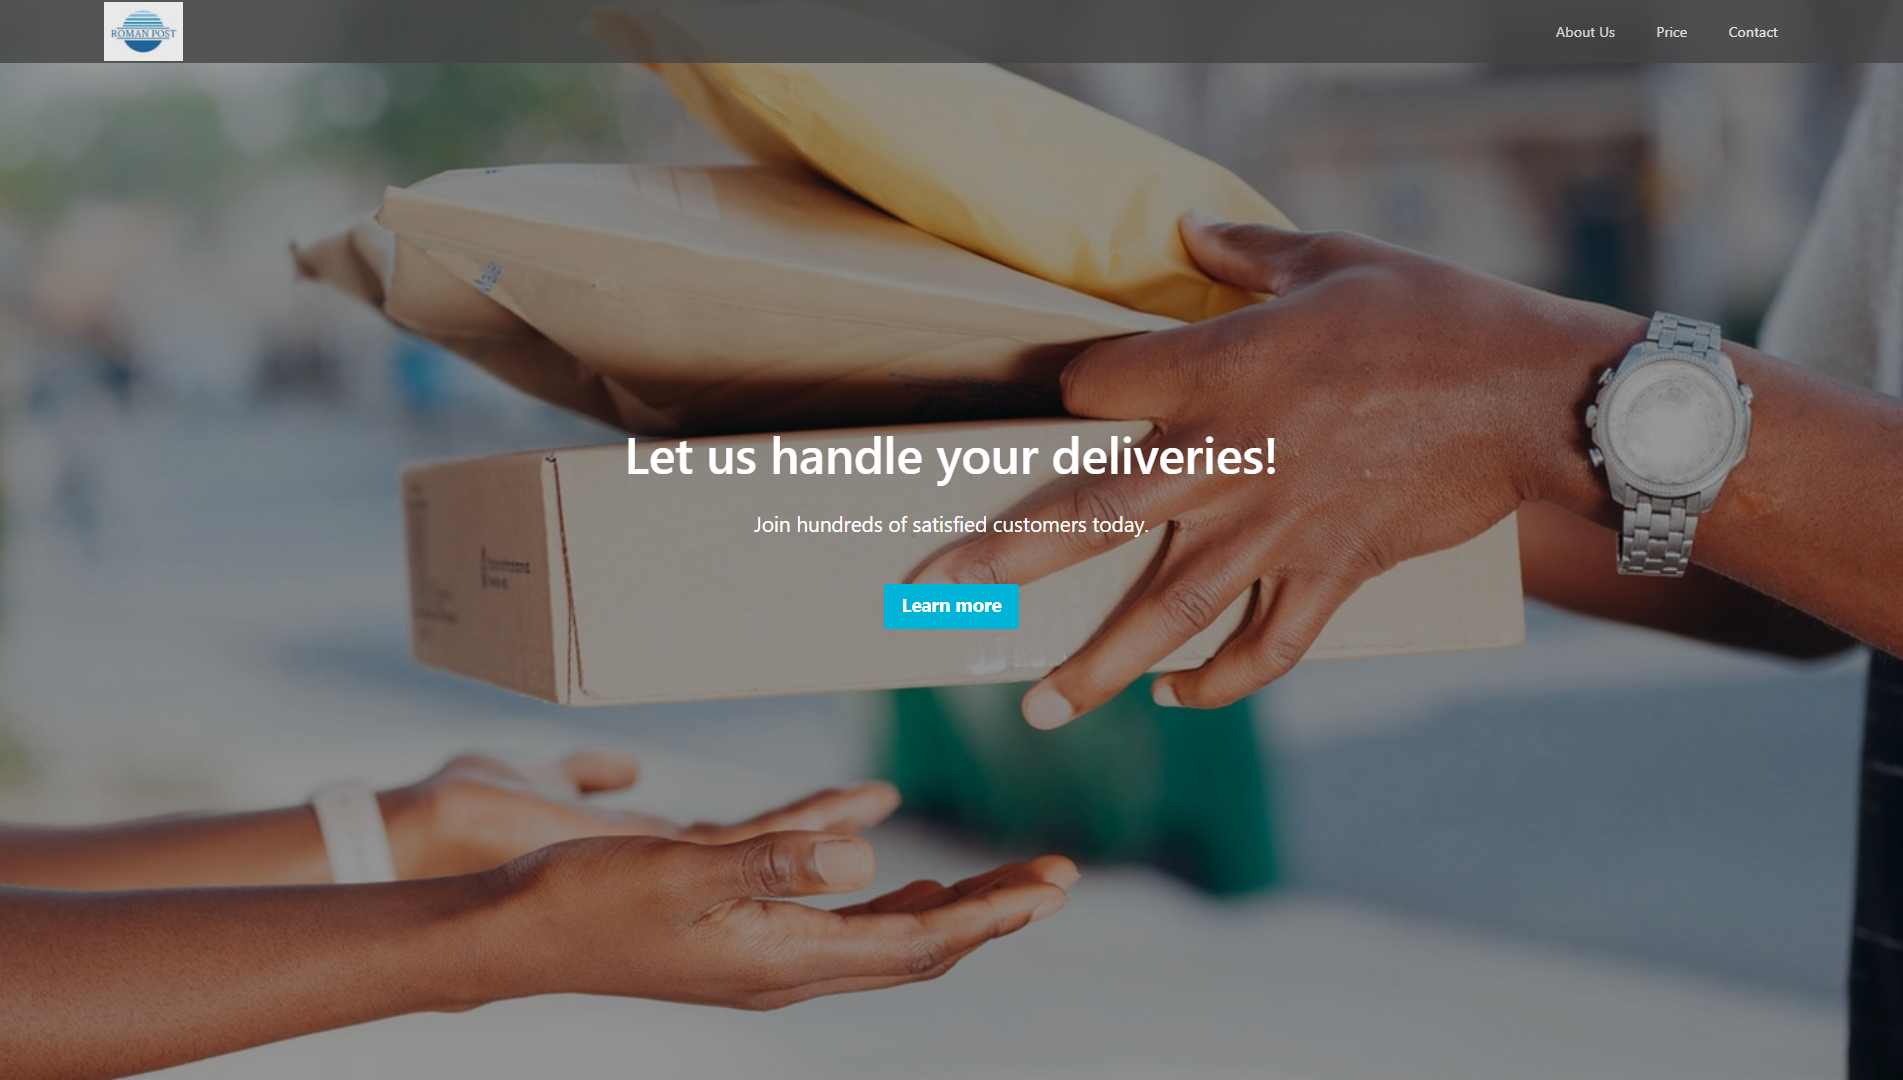 ROMAN POST
About Us
Price
Contact
Let us handle your deliveries!
Join hundreds of satisfied customers today.
Learn more